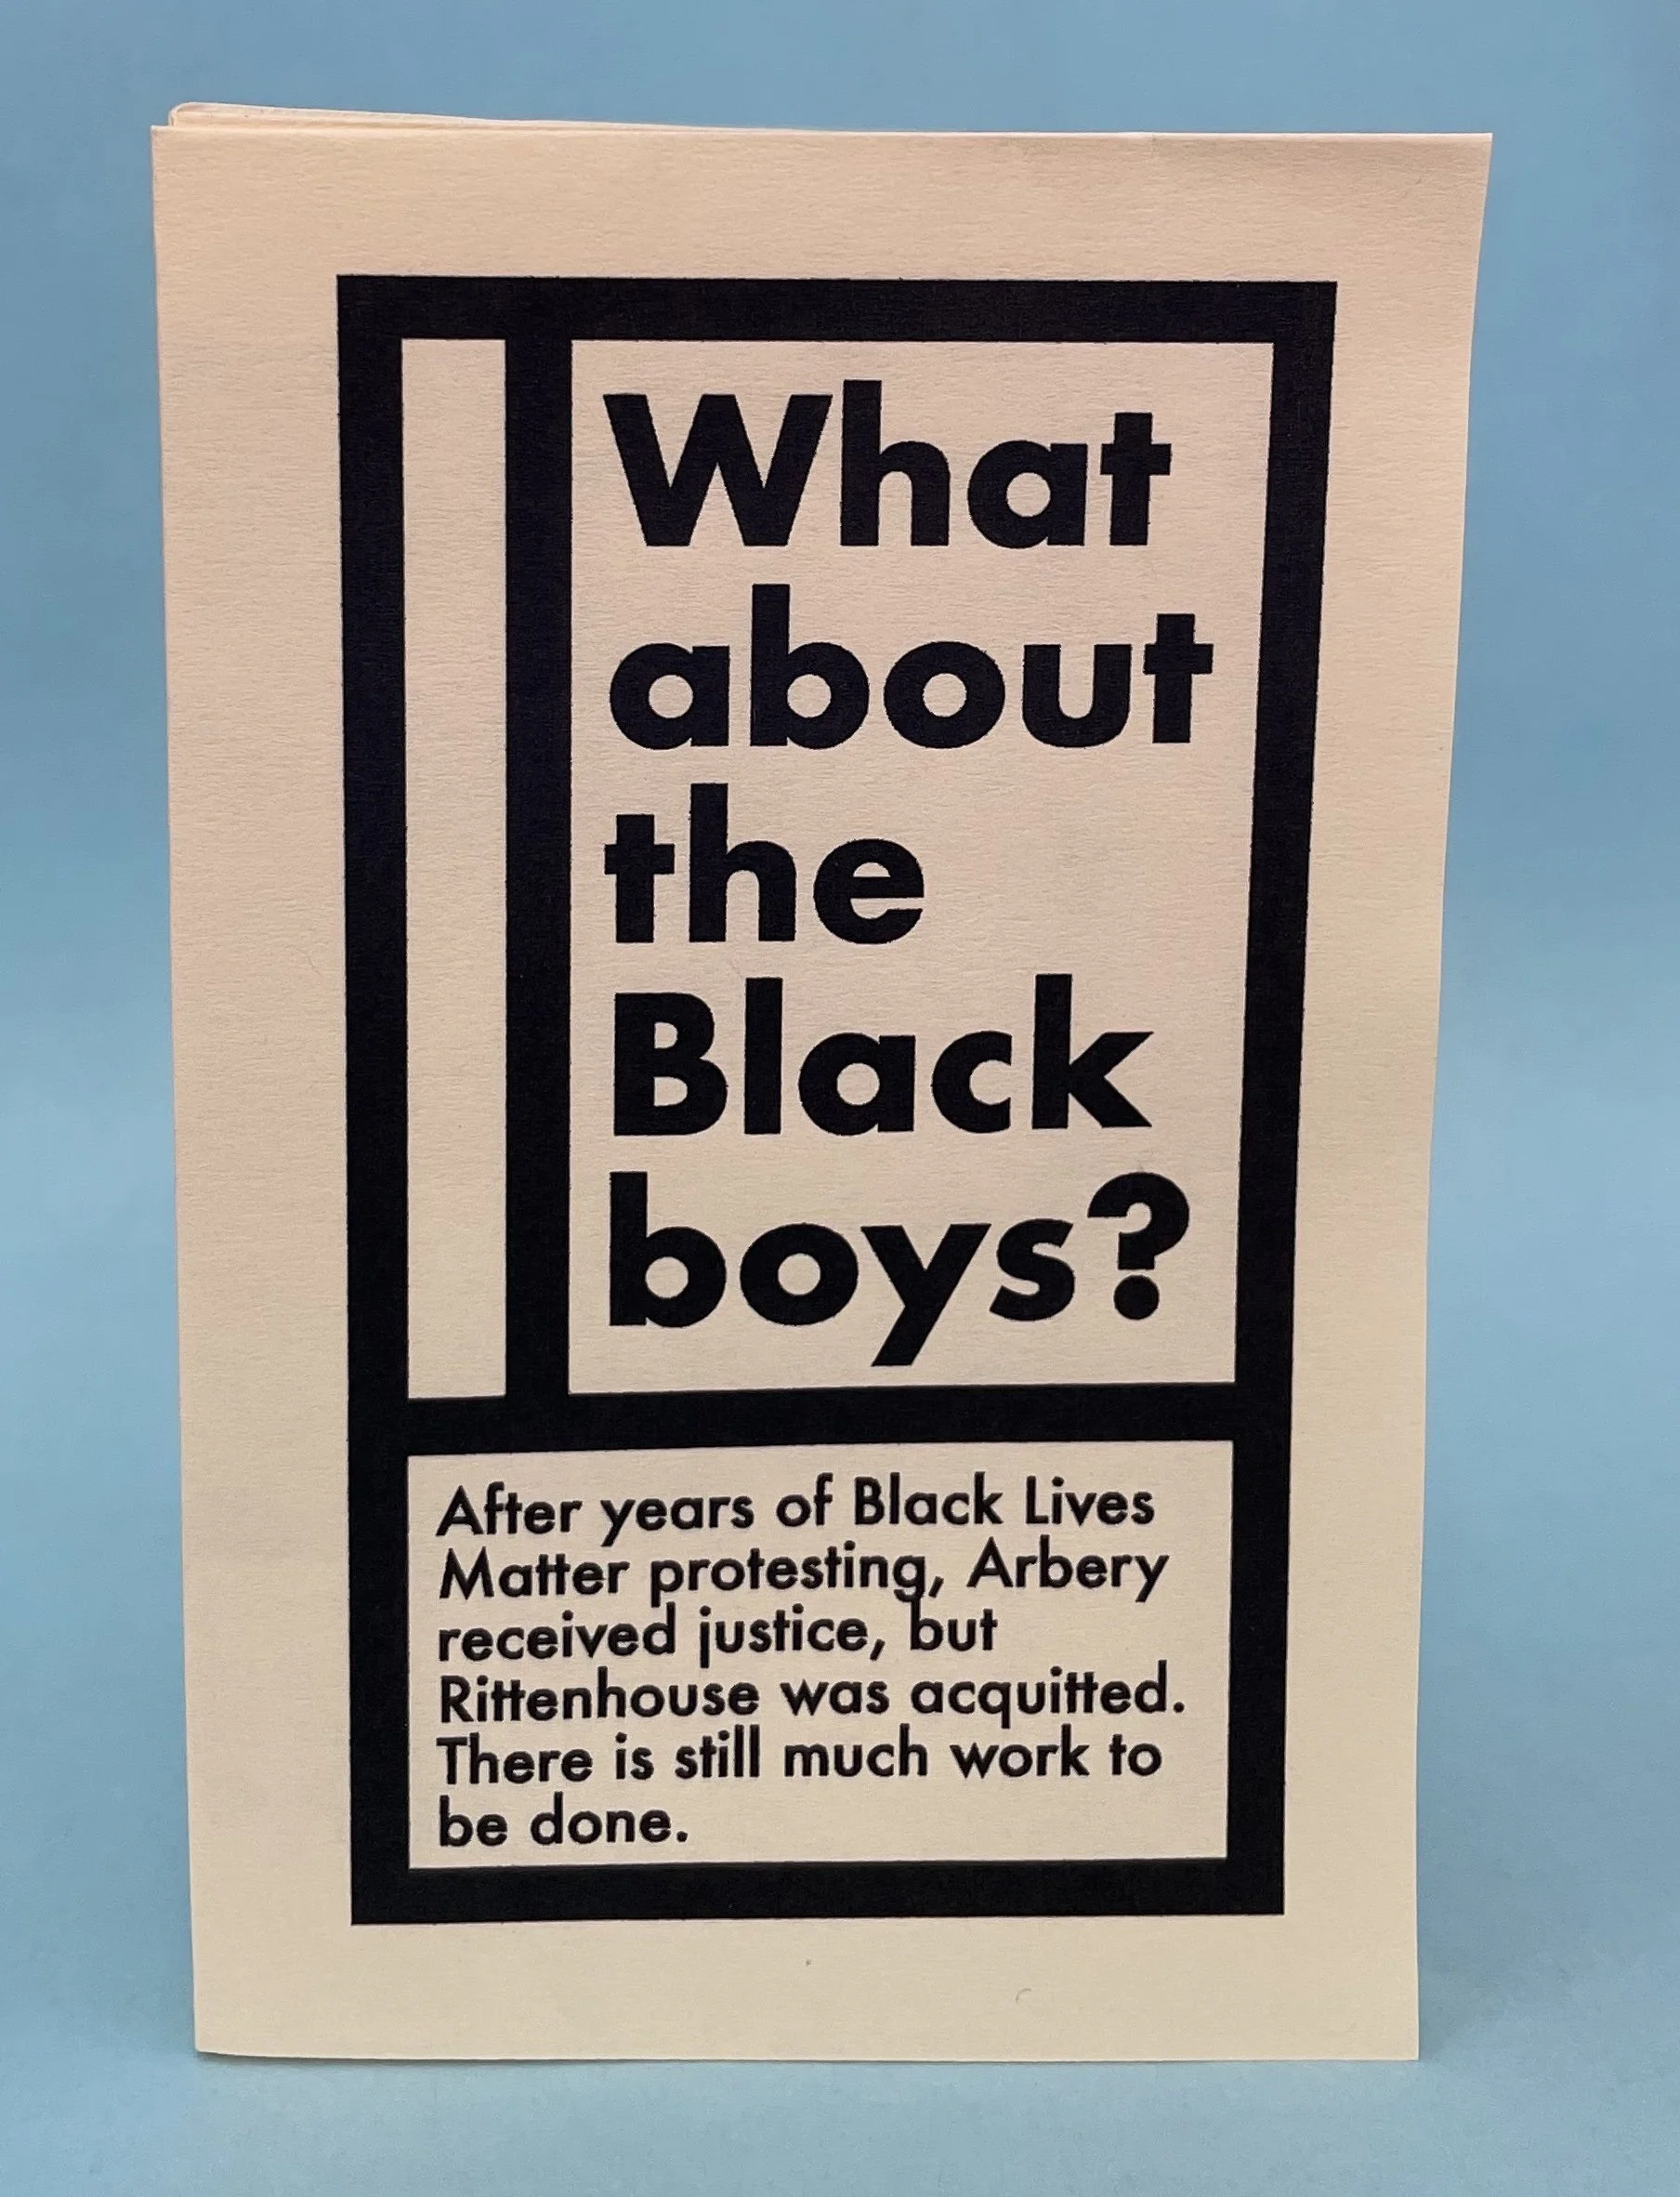 What
about
the
Black
boys?
After years of Black Lives
Matter protesting, Arbery
received justice, but
Rittenhouse was acquitted.
There is still much work to
be done.